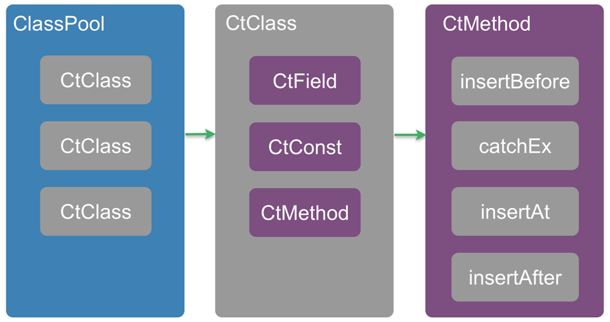 ClassPool
CtClass
CtClass
CtClass
CtClass
CtField
CtConst
CtMethod
CtMethod
insertBefore
catchEx
insertAt
insertAfter